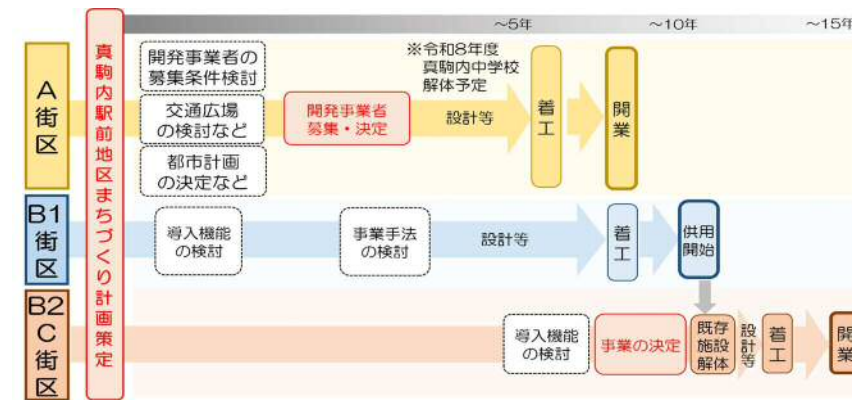 ～5年
～10年
～15年
真駒内駅前地区まちづくり計画策定
A
街
区
開発事業者の
募集条件検討
交通広場
の検討など
都市計画
の決定など
開発事業者
募集・決定
※令和8年度
真駒内中学校
解体予定
設計等
着工
開業
B1
街
区
導入機能
の検討
事業手法
の検討
設計等
着工
供用
開始
B2
C
街
区
導入機能
の検討
事業の決定
既存
施設
解体
設計等
着工
開業